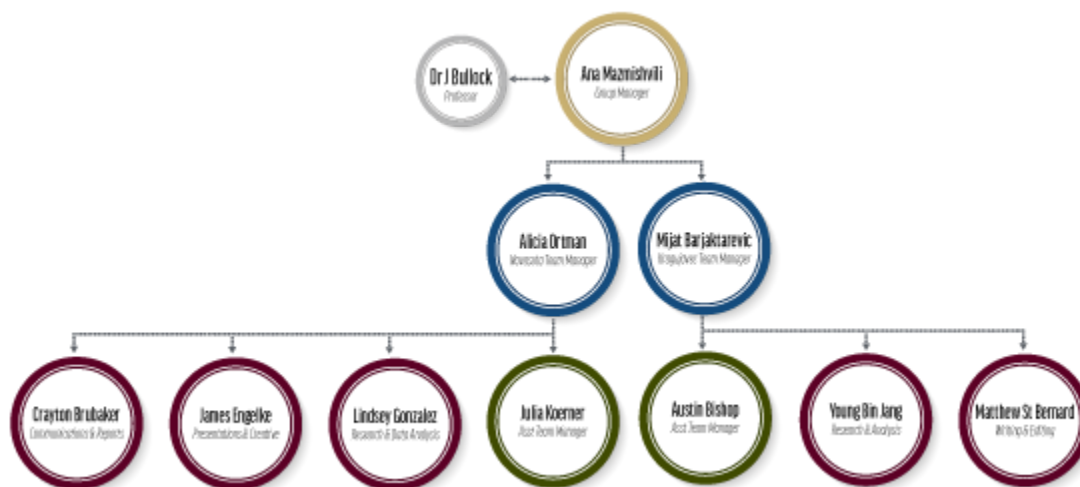 Dr J Bullock
Professor
Ana Mazmishvili
Group Manager
Alicia Ortman
Team Manager
Mijat Barjaktarevic
Team Manager
Crayton Brubaker
Communications & Reports
James Engelke
Presentations & Creative
Lindsey Gonzalez
Research & Data Analysis
Julia Koerner
Asst Team Manager
Austin Bishop
Asst Team Manager
Young Bin Jang
Research & Analysis
Matthew St Bernard
Writing & Editing